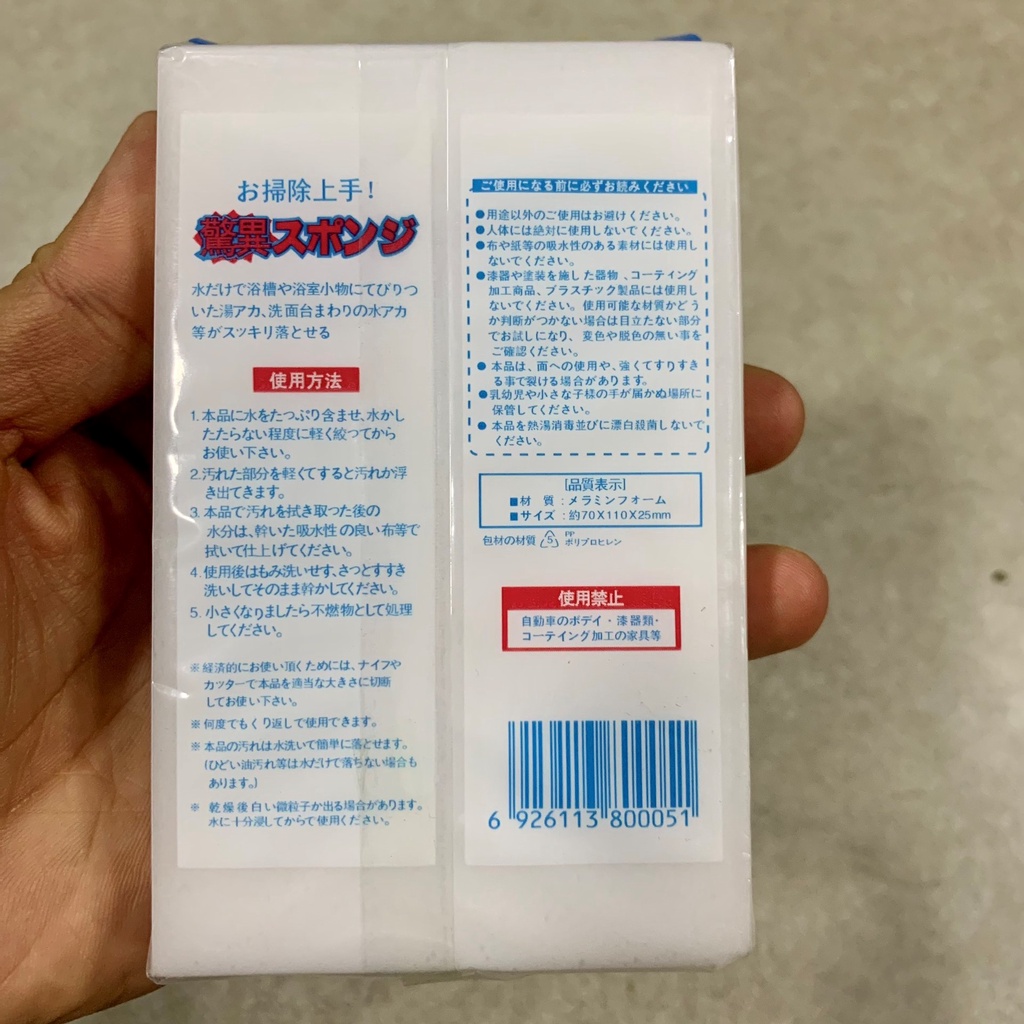 お掃除上手！
驚異スポンジ
水だけで浴槽や浴室小物にてびりつ
いた湯アカ、洗面台まわりの水アカ
等がスツキリ落とせる
使用方法
1. 本品に水をたつぷり含ませ、水かし
たたらない程度に軽く絞つてから
お使い下さい。
2. 汚れた部分を軽くてすると汚れか浮
き出てきます。
3. 本品で汚れを拭き取つた後の
水分は、幹いた吸水性の良い布等で
拭いて仕上げてください。
4. 使用後はもみ洗いせす、さつとすすき
洗いしてそのまま幹かしてください。
5. 小さくなりましたら不燃物として処理
してください。
※経済的にお使い頂くためには、ナイフや
カツターで本品を適当な大きさに切断
してお使い下さい。
※何度でもくり返しで使用できます。
※本品の汚れは水洗いで簡単に落とせます。
(ひどい油汚れ等は水だけで落ちない場合も
あります。)
※ 乾燥後白い微粒子か出る場合があります。
水に十分浸してからて使用ください。
ご使用になる前に必ずお読みください
●用途以外のご使用はお避けください。
●人体には絶対に使用しないでください。
●布や紙等の吸水性のある素材には使用し
ないでください。
●漆器や塗装を施した器物、コーティング
加工商品、プラスチック製品には使用し
ないでください。使用可能な材質かどう
か判断がつかない場合は目立たない部分
でお試しになり、変色や脱色の無い事を
ご確認ください。
● 本品は、面への使用や、強くてすりすき
る事で裂ける場合があります。
●乳幼児や小さな子様の手が届かぬ場所に
保管してください。
● 本品を熱湯消毒並びに漂白殺菌しないで
ください。
[品質表示]
■材 質：メラミンフォーム
■サイズ：約70X110X25mm
包材の材質 5 PP
ポリプロヒレン
使用禁止
自動車のボデイ・漆器類・
コーテイング加工の家具等
6 926113 800051